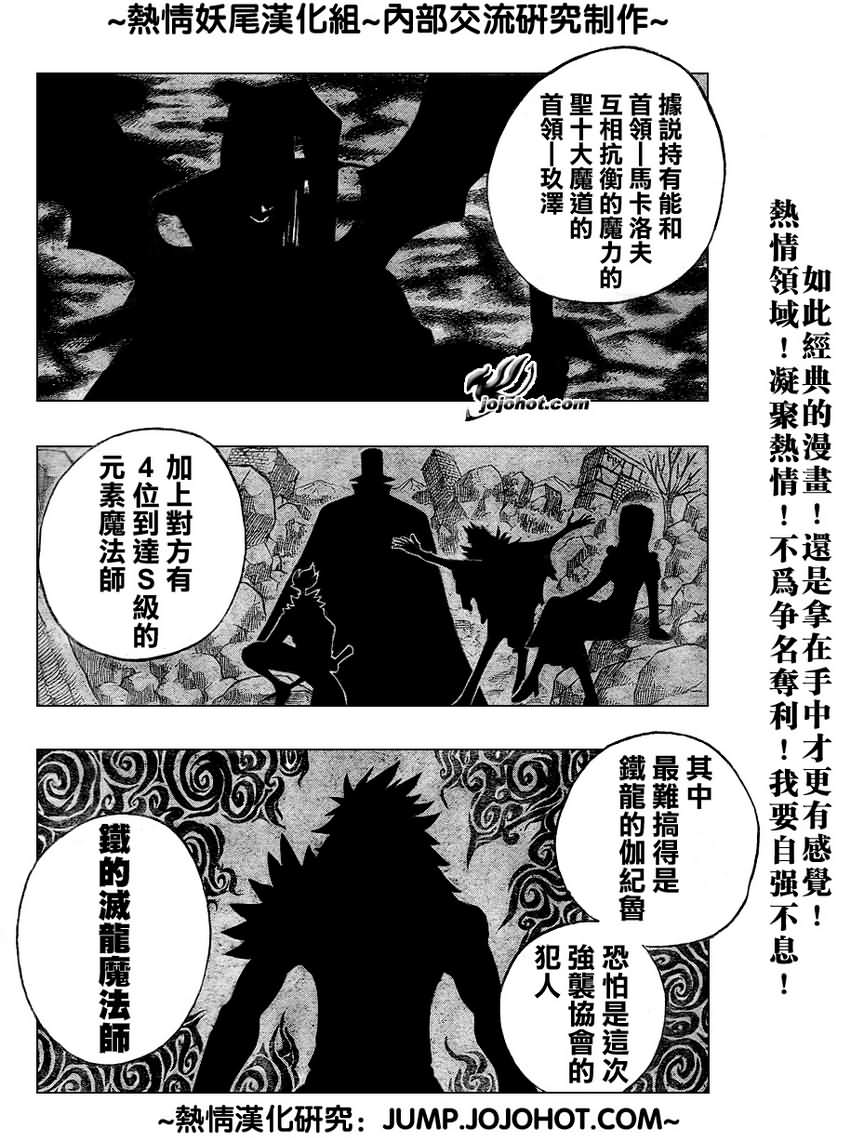 ~熱情妖尾漢化組~內部交流研究制作~
據説持有能和
首領—馬卡洛夫
互相抗衡的魔力的
聖十大魔道的
首領—玖澤
jojohot.com
加上對方有
4位到達S級的
元素魔法師
其中
最難搞得是
鐵龍的伽紀魯
恐怕是這次
強襲協會的
犯人
鐵的滅龍魔法師
如此經典的漫畫！還是拿在手中才更有感覺！
熱情領域！凝聚熱情！不爲争名奪利！我要自强不息！
~熱情漢化研究：JUMP.JOJOHOT.COM~